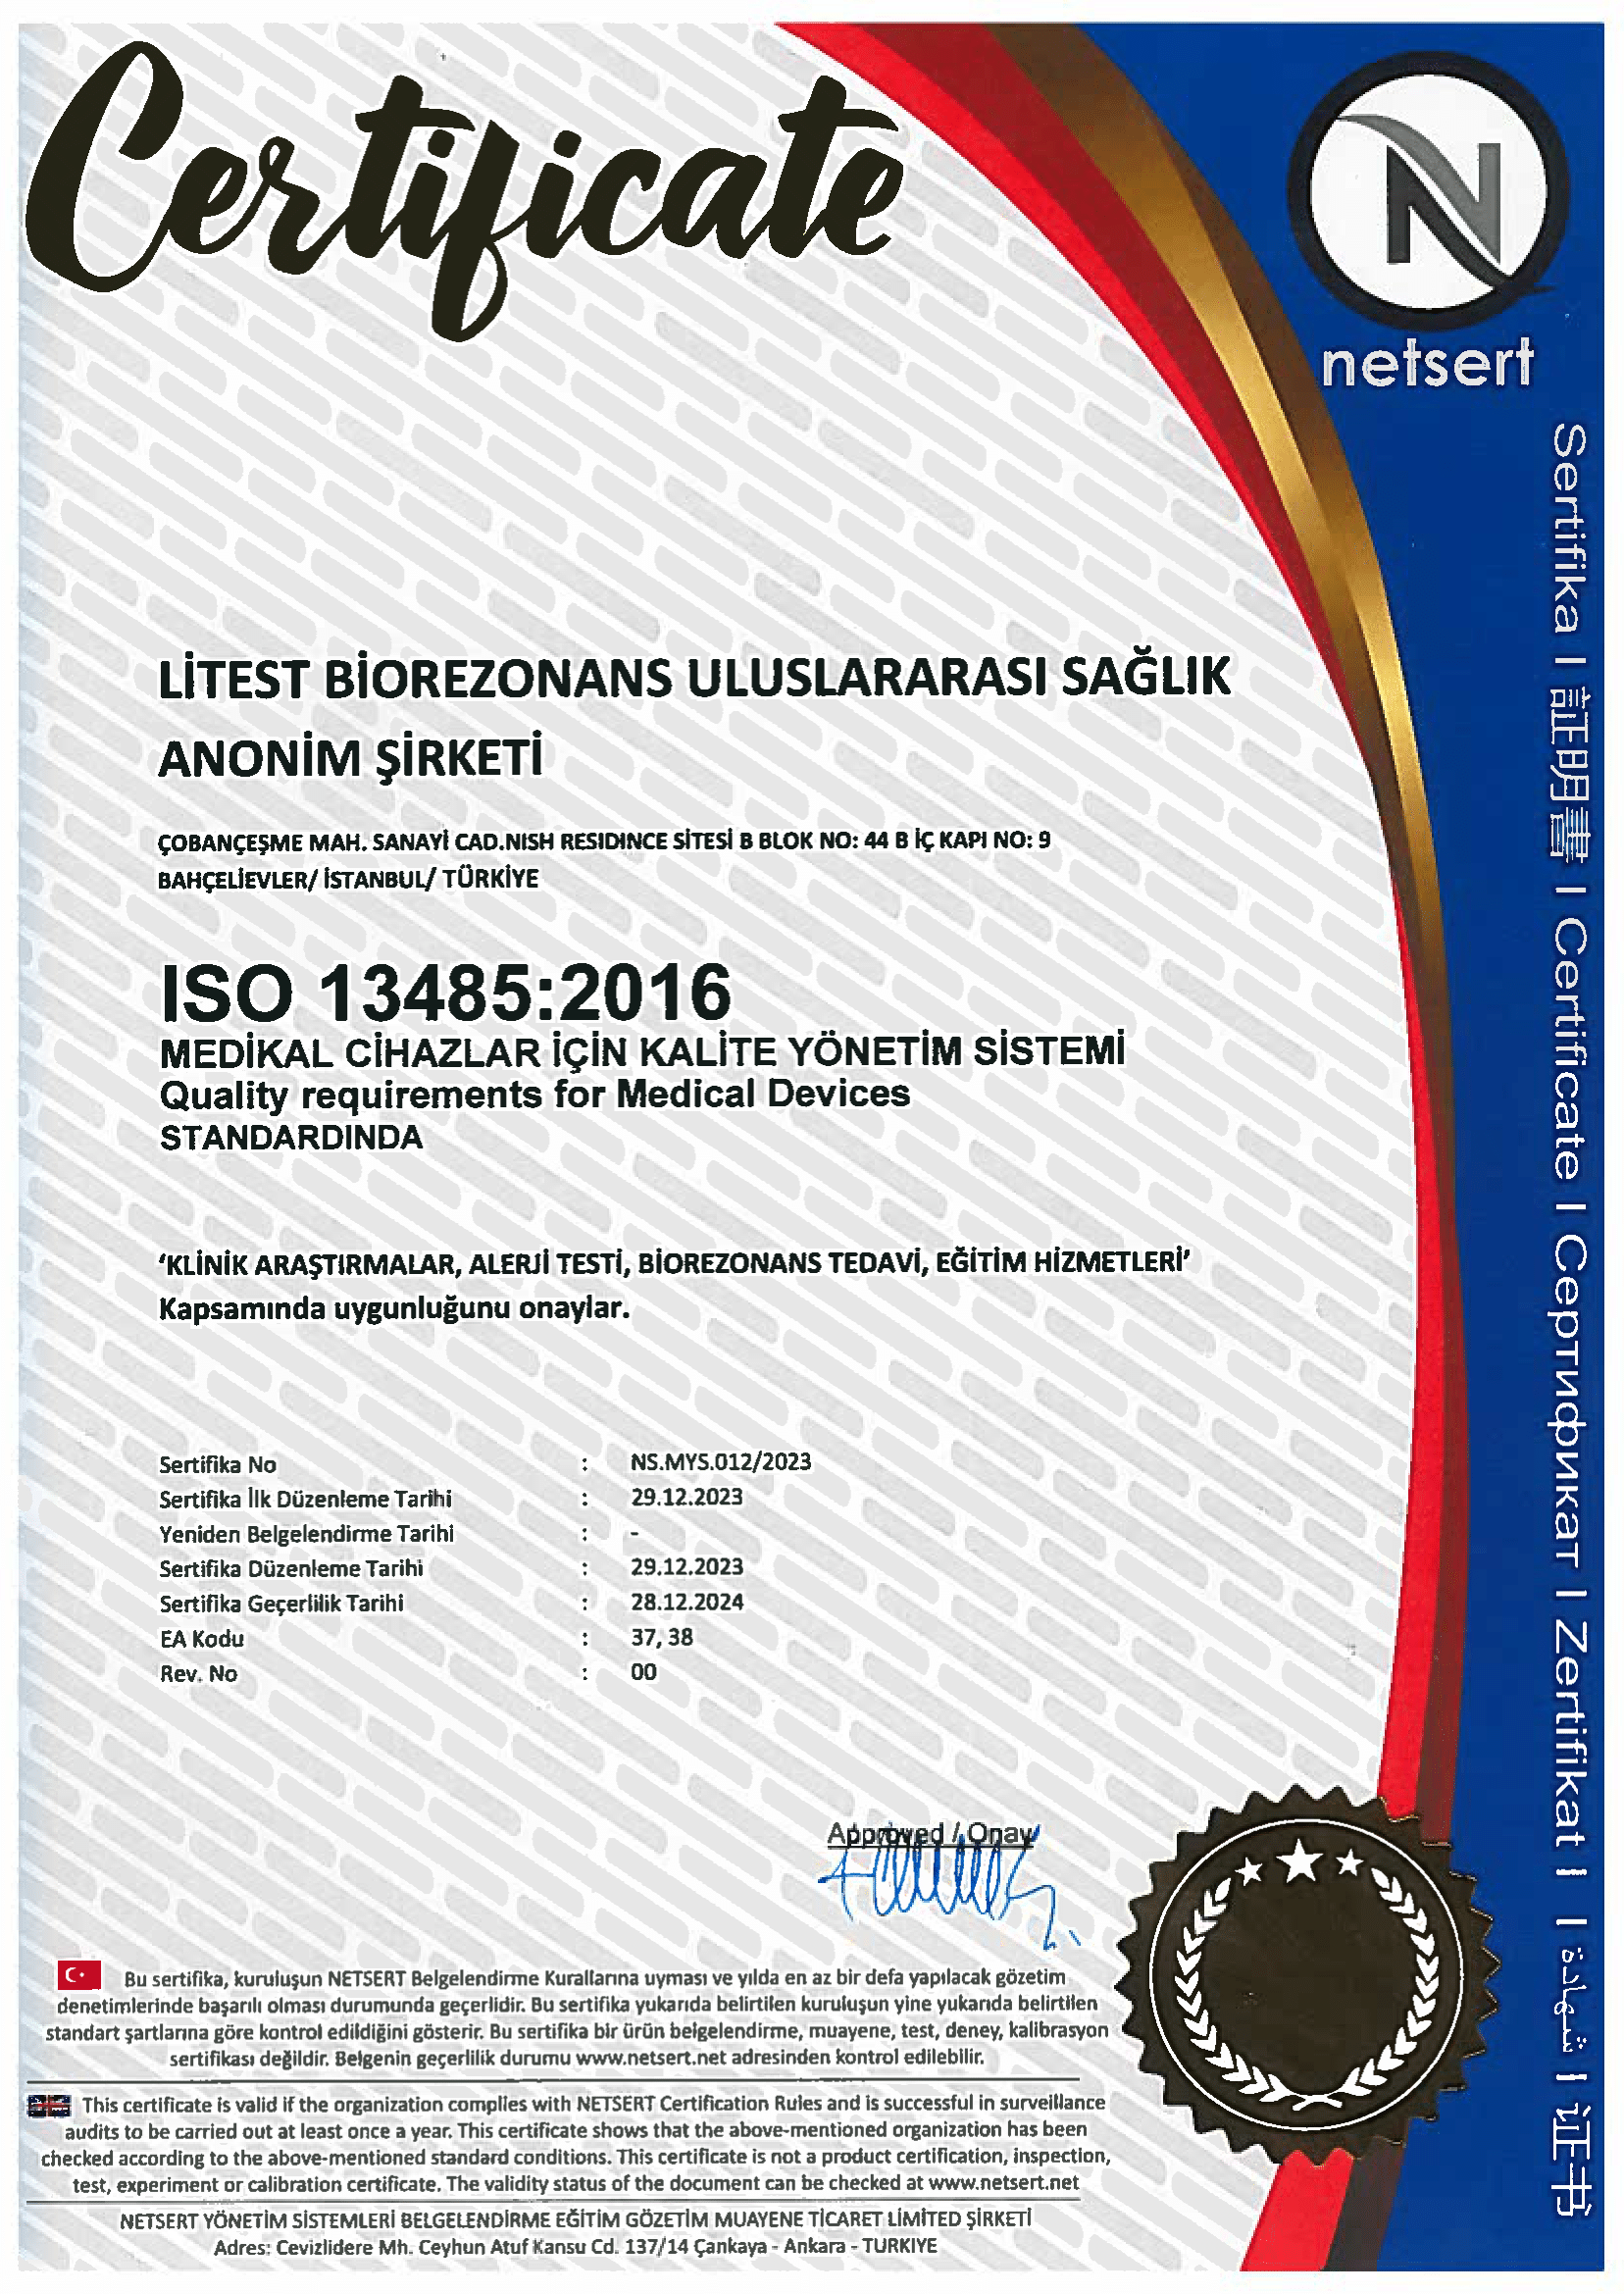 Certificate
N
netsert
Sertifika I 証明書 I Certificate I Сертификат I Zertifikat I شهادة I 证书
LİTEST BİOREZONANS ULUSLARARASI SAĞLIK
ANONİM ŞİRKETİ
ÇOBANÇEŞME MAH. SANAYİ CAD.NISH RESIDINCE SİTESİ B BLOK NO: 44 B İÇ KAPI NO: 9
BAHÇELİEVLER/ İSTANBUL/ TÜRKİYE
ISO 13485:2016
MEDİKAL CİHAZLAR İÇİN KALİTE YÖNETİM SİSTEMİ
Quality requirements for Medical Devices
STANDARDINDA
‘KLİNİK ARAŞTIRMALAR, ALERJİ TESTİ, BİOREZONANS TEDAVİ, EĞİTİM HİZMETLERİ’
Kapsamında uygunluğunu onaylar.
Sertifika No : NS.MYS.012/2023
Sertifika İlk Düzenleme Tarihi : 29.12.2023
Yeniden Belgelendirme Tarihi : -
Sertifika Düzenleme Tarihi : 29.12.2023
Sertifika Geçerlilik Tarihi : 28.12.2024
EA Kodu : 37, 38
Rev. No : 00
Approved / Onay
Bu sertifika, kuruluşun NETSERT Belgelendirme Kurallarına uyması ve yılda en az bir defa yapılacak gözetim
denetimlerinde başarılı olması durumunda geçerlidir. Bu sertifika yukarıda belirtilen kuruluşun yine yukarıda belirtilen
standart şartlarına göre kontrol edildiğini gösterir. Bu sertifika bir ürün belgelendirme, muayene, test, deney, kalibrasyon
sertifikası değildir. Belgenin geçerlilik durumu www.netsert.net adresinden kontrol edilebilir.
This certificate is valid if the organization complies with NETSERT Certification Rules and is successful in surveillance
audits to be carried out at least once a year. This certificate shows that the above-mentioned organization has been
checked according to the above-mentioned standard conditions. This certificate is not a product certification, inspection,
test, experiment or calibration certificate. The validity status of the document can be checked at www.netsert.net
NETSERT YÖNETİM SİSTEMLERİ BELGELENDİRME EĞİTİM GÖZETİM MUAYENE TİCARET LİMİTED ŞİRKETİ
Adres: Cevizlidere Mh. Ceyhun Atuf Kansu Cd. 137/14 Çankaya - Ankara - TURKIYE